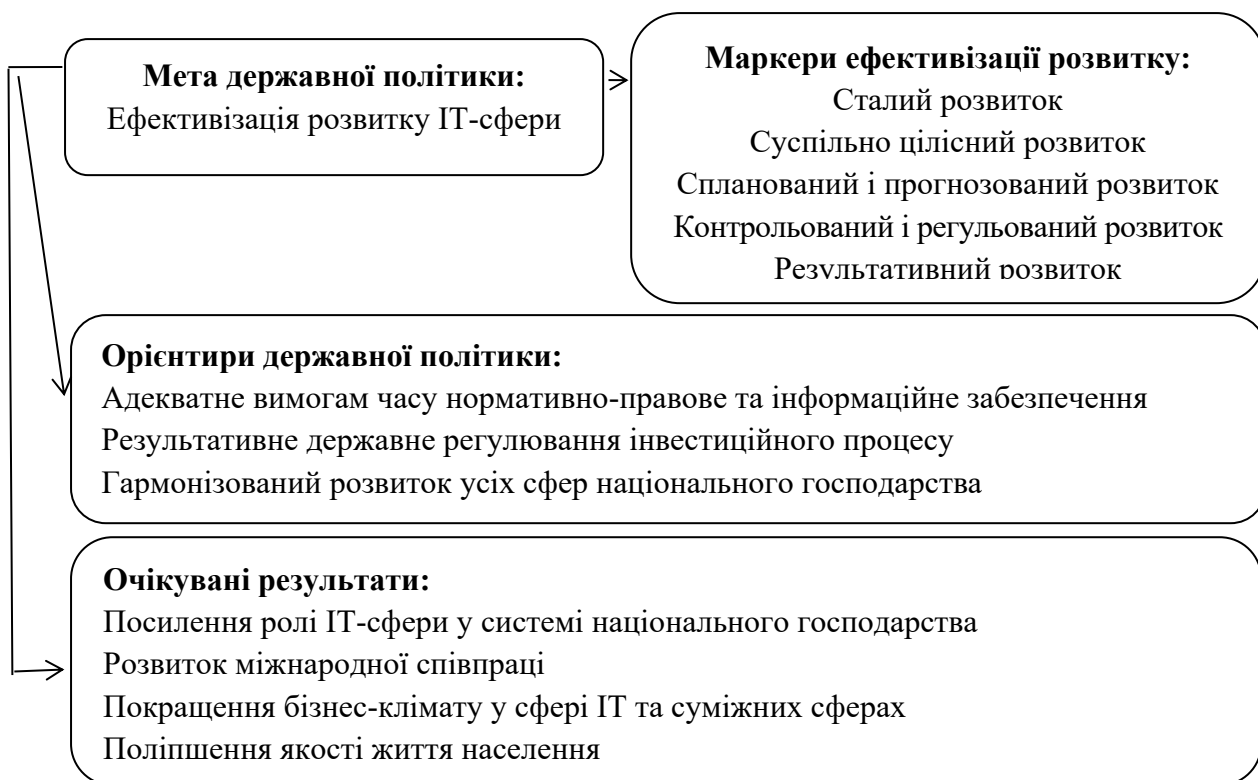 Мета державної політики:
Ефективізація розвитку ІТ-сфери
Маркери ефективізації розвитку:
Сталий розвиток
Суспільно цілісний розвиток
Спланований і прогнозований розвиток
Контрольований і регульований розвиток
Результативний розвиток
Орієнтири державної політики:
Адекватне вимогам часу нормативно-правове та інформаційне забезпечення
Результативне державне регулювання інвестиційного процесу
Гармонізований розвиток усіх сфер національного господарства
Очікувані результати:
Посилення ролі ІТ-сфери у системі національного господарства
Розвиток міжнародної співпраці
Покращення бізнес-клімату у сфері ІТ та суміжних сферах
Поліпшення якості життя населення